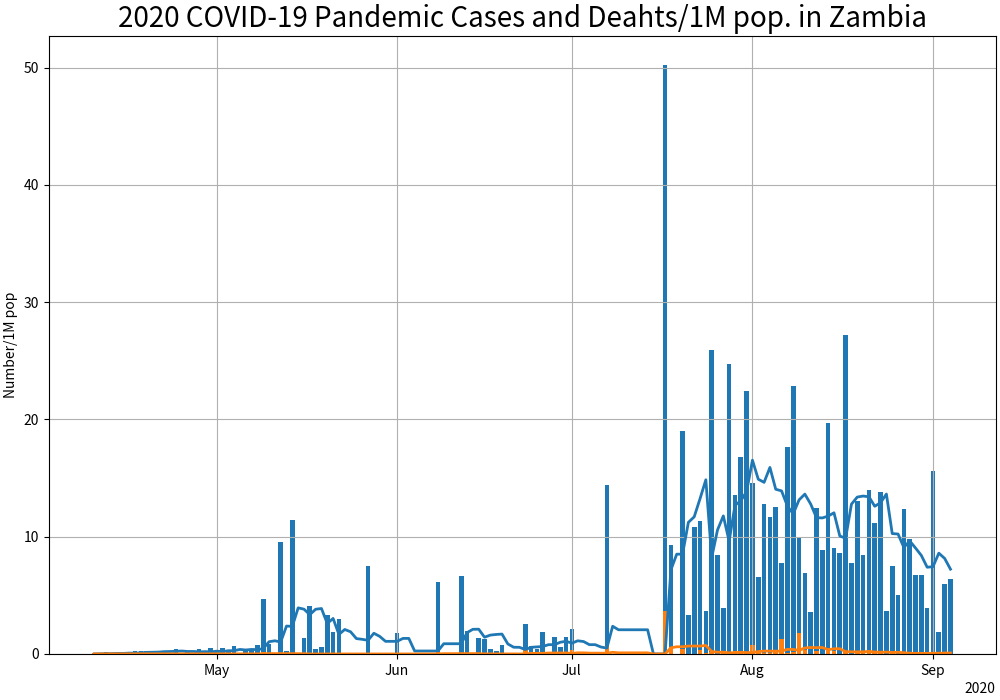 2020 COVID-19 Pandemic Cases and Deahts/1M pop. in Zambia
50
40
30
20
10
0
Number/1M pop
May
Jun
Jul
Aug
Sep
2020